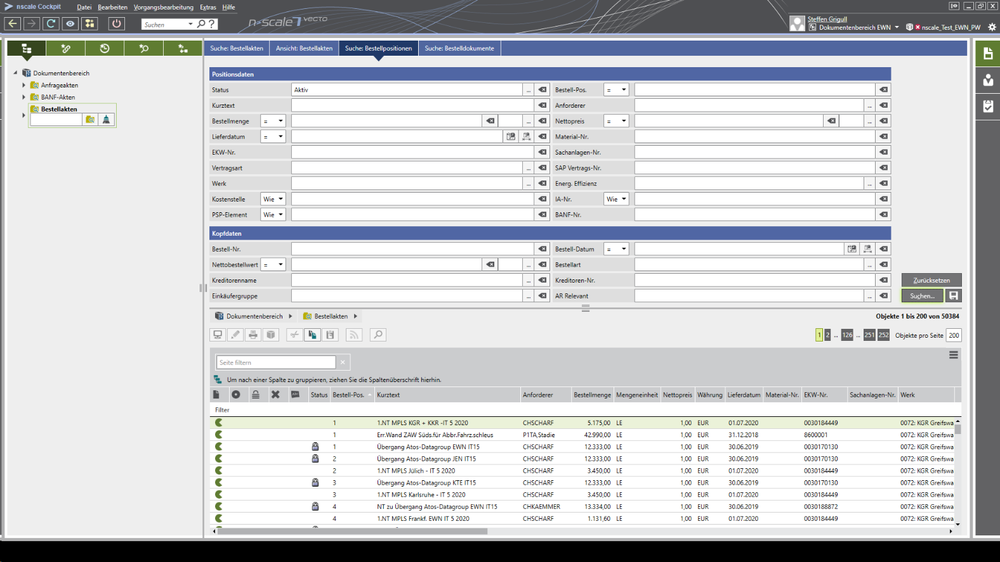 nscale Cockpit Datei Bearbeiten Vorgangsbearbeitung Extras Hilfe
Suchen ?
n-scale 7 VECTO
Steffen Grigull
Dokumentenbereich EWN nscale_Test_EWN_PW
Suche: Bestellakten Ansicht: Bestellakten Suche: Bestellpositionen Suche: Bestelldokumente
Dokumentenbereich
Anfrageakten
BANF-Akten
Bestellakten
Positionsdaten
Status Aktiv ... Bestell-Pos. =
Kurztext Anforderer ...
Bestellmenge = ... Nettopreis = ...
Lieferdatum = Material-Nr.
EKW-Nr. Sachanlagen-Nr.
Vertragsart ... SAP Vertrags-Nr.
Werk ... Energ. Effizienz ...
Kostenstelle Wie IA-Nr. Wie
PSP-Element Wie BANF-Nr.
Kopfdaten
Bestell-Nr. Bestell-Datum =
Nettobestellwert = ... Bestellart ...
Kreditorenname ... Kreditoren-Nr. Zurücksetzen
Einkäufergruppe ... AR Relevant ... Suchen...
Dokumentenbereich Bestellakten Objekte 1 bis 200 von 50384
1 2 ... 126 ... 251 252 Objekte pro Seite 200
Seite filtern
Um nach einer Spalte zu gruppieren, ziehen Sie die Spaltenüberschrift hierhin.
Status Bestell-Pos. Kurztext Anforderer Bestellmenge Mengeneinheit Nettopreis Währung Lieferdatum Material-Nr. EKW-Nr. Sachanlagen-Nr. Werk
Filter
1 1.NT MPLS KGR + KKR -IT 5 2020 CHSCHARF 5.175,00 LE 1,00 EUR 01.07.2020 0030184449 0072: KGR Greifswa
1 Err.Wand ZAW Süds.für Abbr.Fahrz.schleus P1TA,Stadie 42.990,00 LE 1,00 EUR 31.12.2018 8600001 0072: KGR Greifswa
1 Übergang Atos-Datagroup EWN IT15 CHSCHARF 12.333,00 LE 1,00 EUR 30.06.2019 0030170130 0072: KGR Greifswa
2 Übergang Atos-Datagroup JEN IT15 CHSCHARF 12.333,00 LE 1,00 EUR 30.06.2019 0030170130 0072: KGR Greifswa
2 1.NT MPLS Jülich - IT 5 2020 CHSCHARF 3.450,00 LE 1,00 EUR 01.07.2020 0030184449 0072: KGR Greifswa
3 Übergang Atos-Datagroup KTE IT15 CHSCHARF 12.333,00 LE 1,00 EUR 30.06.2019 0030170130 0072: KGR Greifswa
3 1.NT MPLS Karlsruhe - IT 5 2020 CHSCHARF 3.450,00 LE 1,00 EUR 01.07.2020 0030184449 0072: KGR Greifswa
4 NT zu Übergang Atos-Datagroup EWN IT15 CHKAEMMER 13.334,00 LE 1,00 EUR 30.06.2019 0030188872 0072: KGR Greifswa
4 1.NT MPLS Frankf. EWN IT 5 2020 CHSCHARF 1.131,60 LE 1,00 EUR 01.07.2020 0030184449 0072: KGR Greifswa